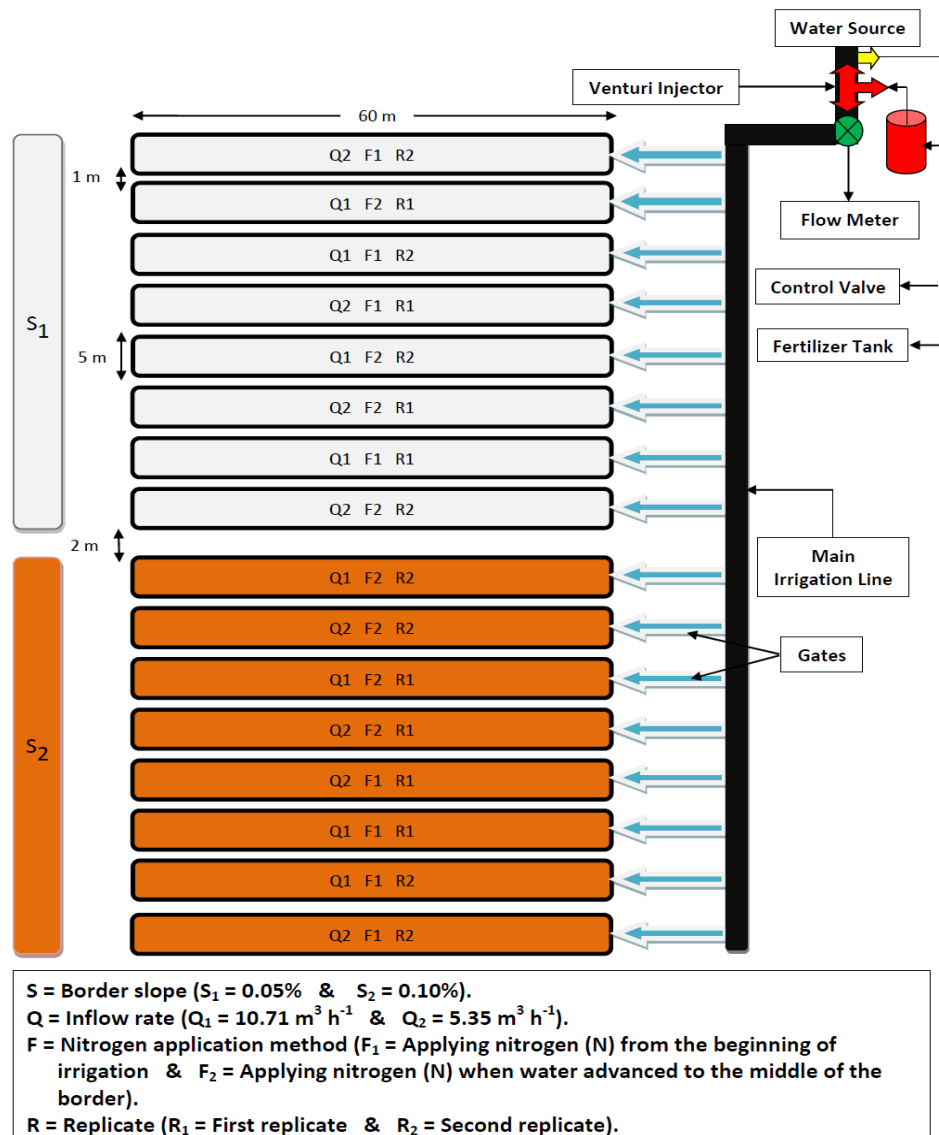 Water Source
Venturi Injector
60 m
Q2 F1 R2
1 m
Q1 F2 R1
Flow Meter
Q1 F1 R2
Control Valve
Q2 F1 R1
S1
5 m
Q1 F2 R2
Fertilizer Tank
Q2 F2 R1
Q1 F1 R1
Q2 F2 R2
2 m
Main
Irrigation Line
Q1 F2 R2
Q2 F2 R2
Gates
Q1 F2 R1
S2
Q2 F2 R1
Q2 F1 R1
Q1 F1 R1
Q1 F1 R2
Q2 F1 R2
S = Border slope (S₁ = 0.05% & S₂ = 0.10%).
Q = Inflow rate (Q₁ = 10.71 m³ h⁻¹ & Q₂ = 5.35 m³ h⁻¹).
F = Nitrogen application method (F₁ = Applying nitrogen (N) from the beginning of
irrigation & F₂ = Applying nitrogen (N) when water advanced to the middle of the
border).
R = Replicate (R₁ = First replicate & R₂ = Second replicate).